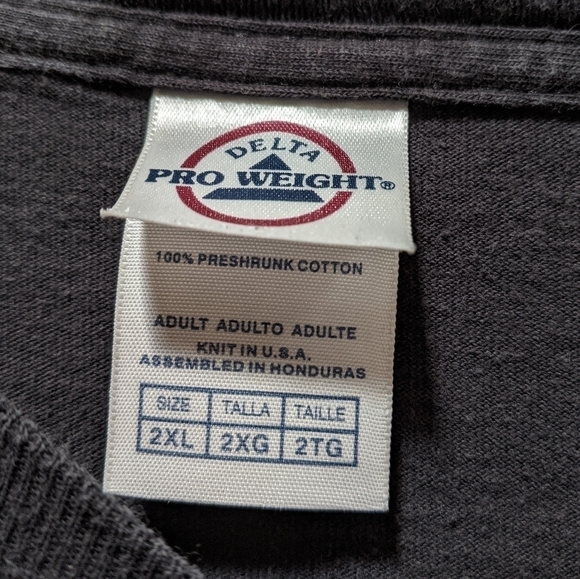 DELTA
PRO WEIGHT®
100% PRESHRUNK COTTON
ADULT ADULTO ADULTE
KNIT IN U.S.A.
ASSEMBLED IN HONDURAS
SIZE TALLA TAILLE
2XL 2XG 2TG